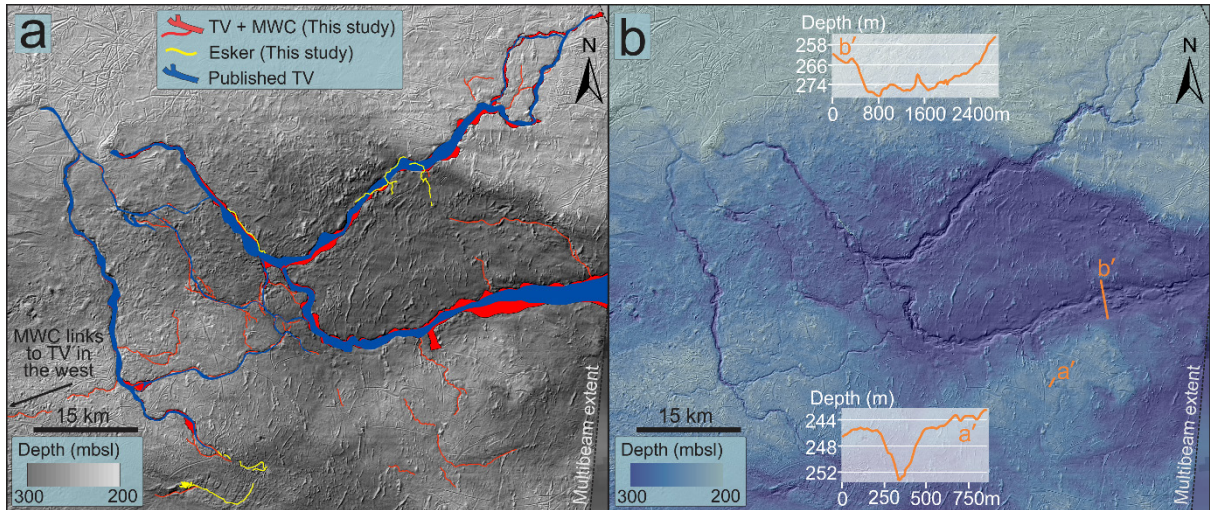 a
TV + MWC (This study)
Esker (This study)
Published TV
N
MWC links
to TV in
the west
15 km
Depth (mbsl)
300 200
Multibeam extent
b
Depth (m)
b′
258
266
274
0 800 1600 2400m
N
b′
a′
15 km
Depth (mbsl)
300 200
Depth (m)
244
248
252
a′
0 250 500 750m
Multibeam extent